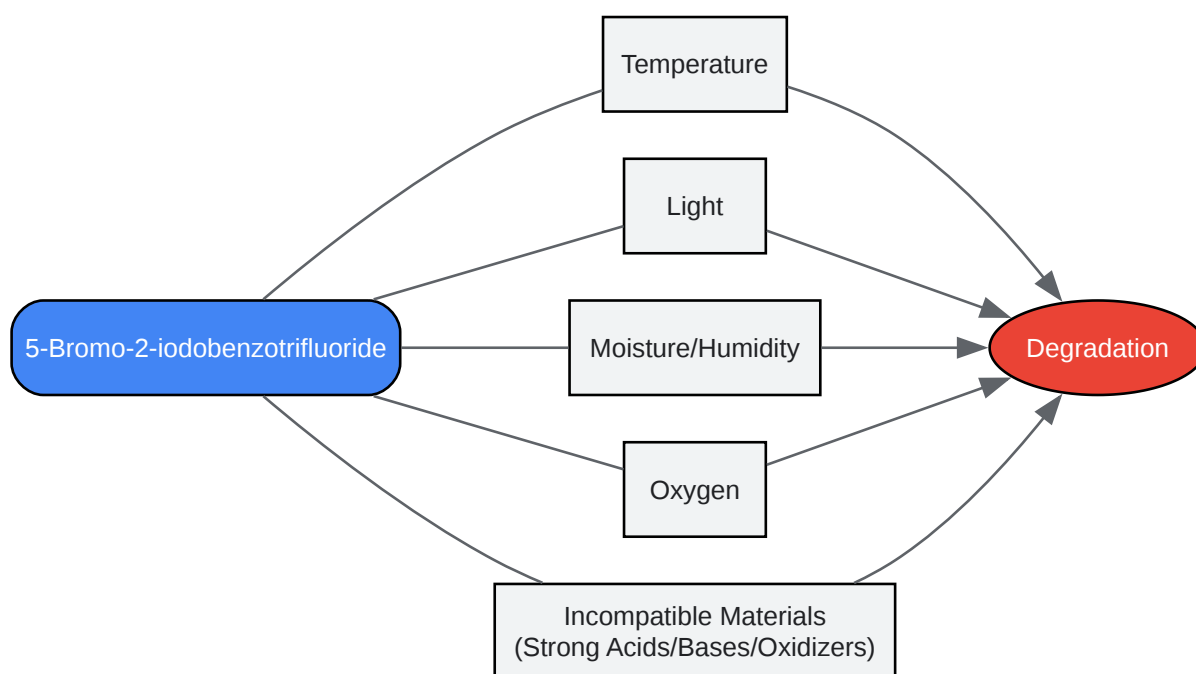 Temperature
Light
5-Bromo-2-iodobenzotrifluoride
Moisture/Humidity
Degradation
Oxygen
Incompatible Materials
(Strong Acids/Bases/Oxidizers)